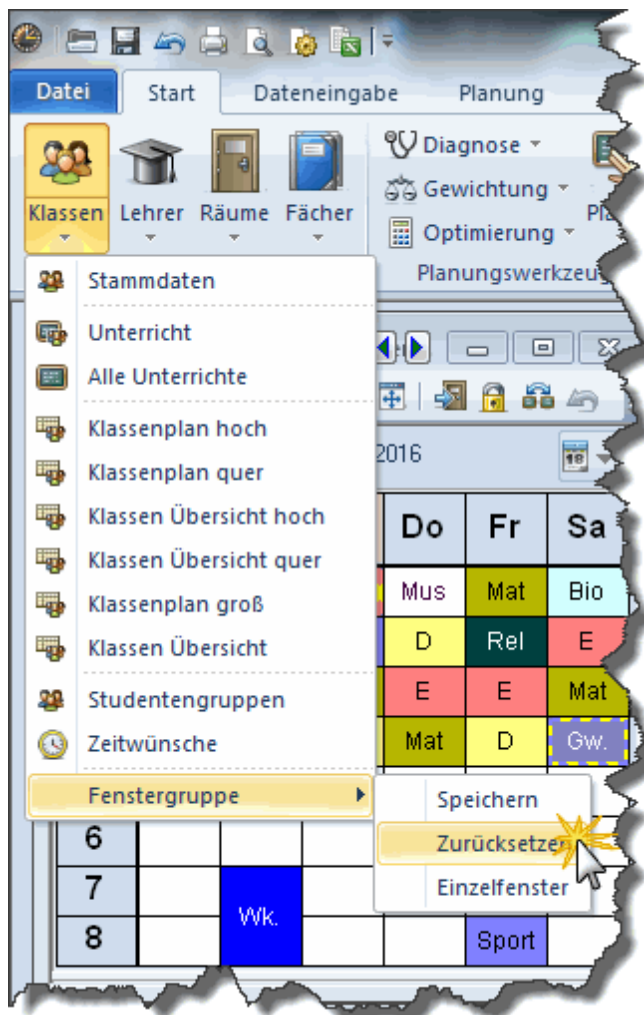 Datei Start Dateneingabe Planung
Klassen Lehrer Räume Fächer
Diagnose
Gewichtung
Optimierung
Stammdaten
Unterricht
Alle Unterrichte
Klassenplan hoch
Klassenplan quer
Klassen Übersicht hoch
Klassen Übersicht quer
Klassenplan groß
Klassen Übersicht
Studentengruppen
Zeitwünsche
Fenstergruppe
Speichern
Einzelfenster
2016
18
Do Fr Sa
Mus Mat Bio
D Rel E
E E Mat
Mat D Gw.
6
7
Wk.
8 Sport